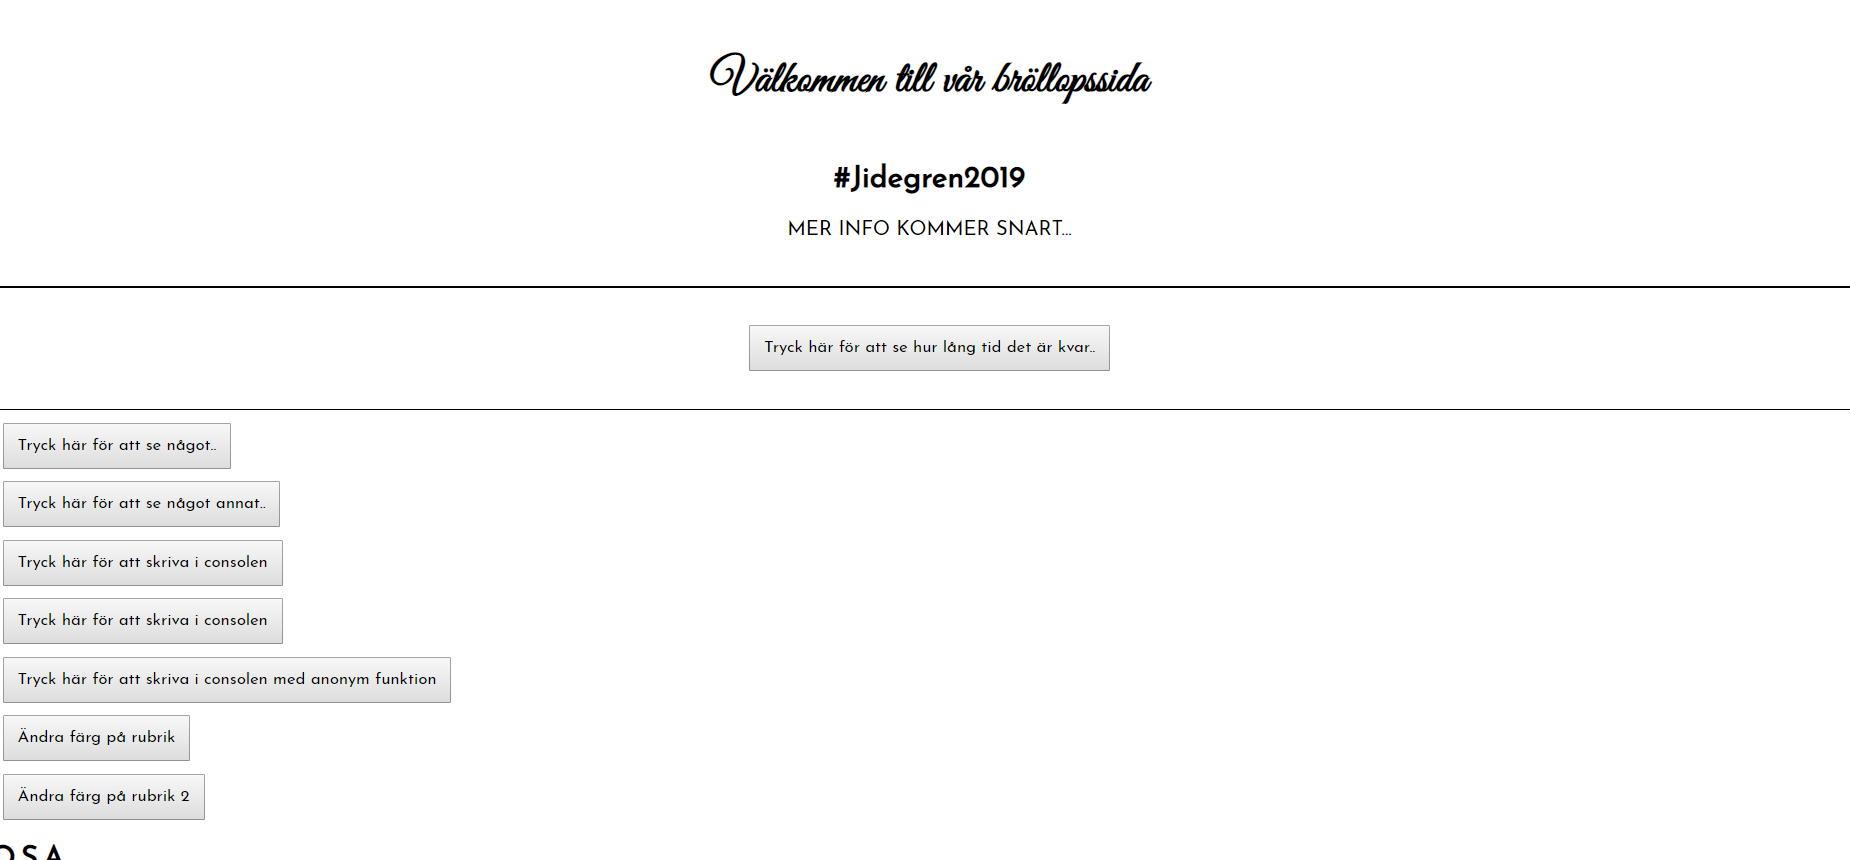 Välkommen till vår bröllopssida
#Jidegren2019
MER INFO KOMMER SNART...
Tryck här för att se hur lång tid det är kvar..
Tryck här för att se något..
Tryck här för att se något annat..
Tryck här för att skriva i consolen
Tryck här för att skriva i consolen
Tryck här för att skriva i consolen med anonym funktion
Ändra färg på rubrik
Ändra färg på rubrik 2
OSA